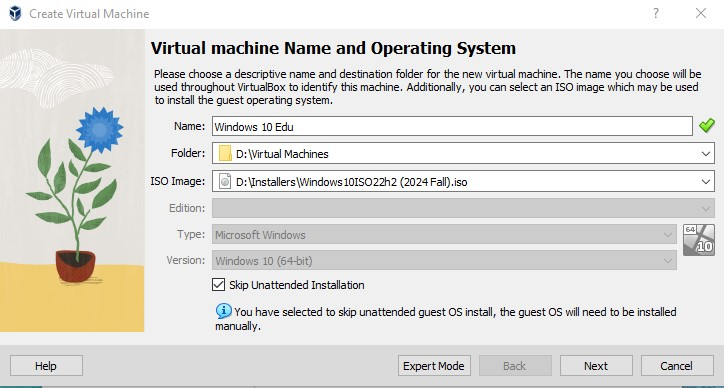 Create Virtual Machine
?
Virtual machine Name and Operating System
Please choose a descriptive name and destination folder for the new virtual machine. The name you choose will be
used throughout VirtualBox to identify this machine. Additionally, you can select an ISO image which may be used
to install the guest operating system.
Name: Windows 10 Edu
Folder: D:\Virtual Machines
ISO Image: D:\Installers\Windows10ISO22h2 (2024 Fall).iso
Edition:
Type: Microsoft Windows
64
10
Version: Windows 10 (64-bit)
Skip Unattended Installation
You have selected to skip unattended guest OS install, the guest OS will need to be installed
manually.
Help Expert Mode Back Next Cancel